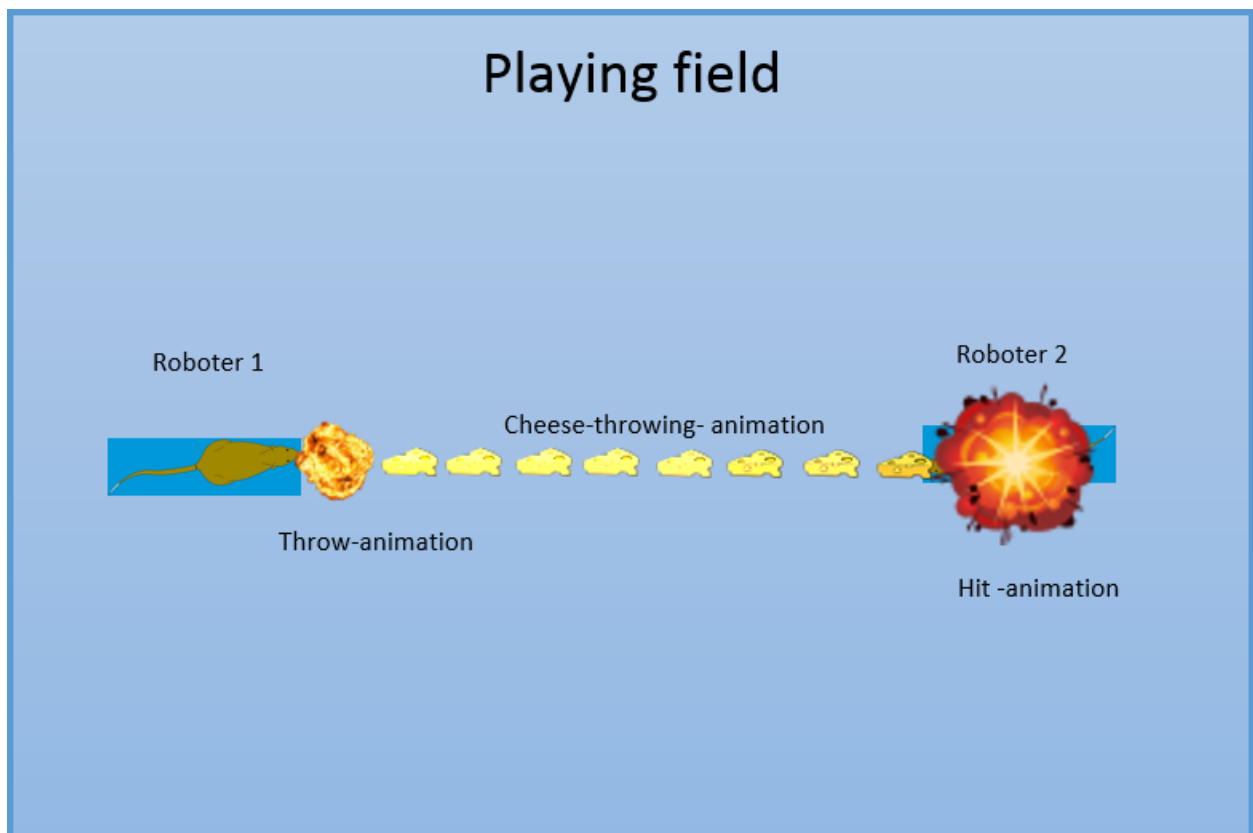 Playing field
Roboter 1
Roboter 2
Cheese-throwing- animation
Throw-animation
Hit -animation